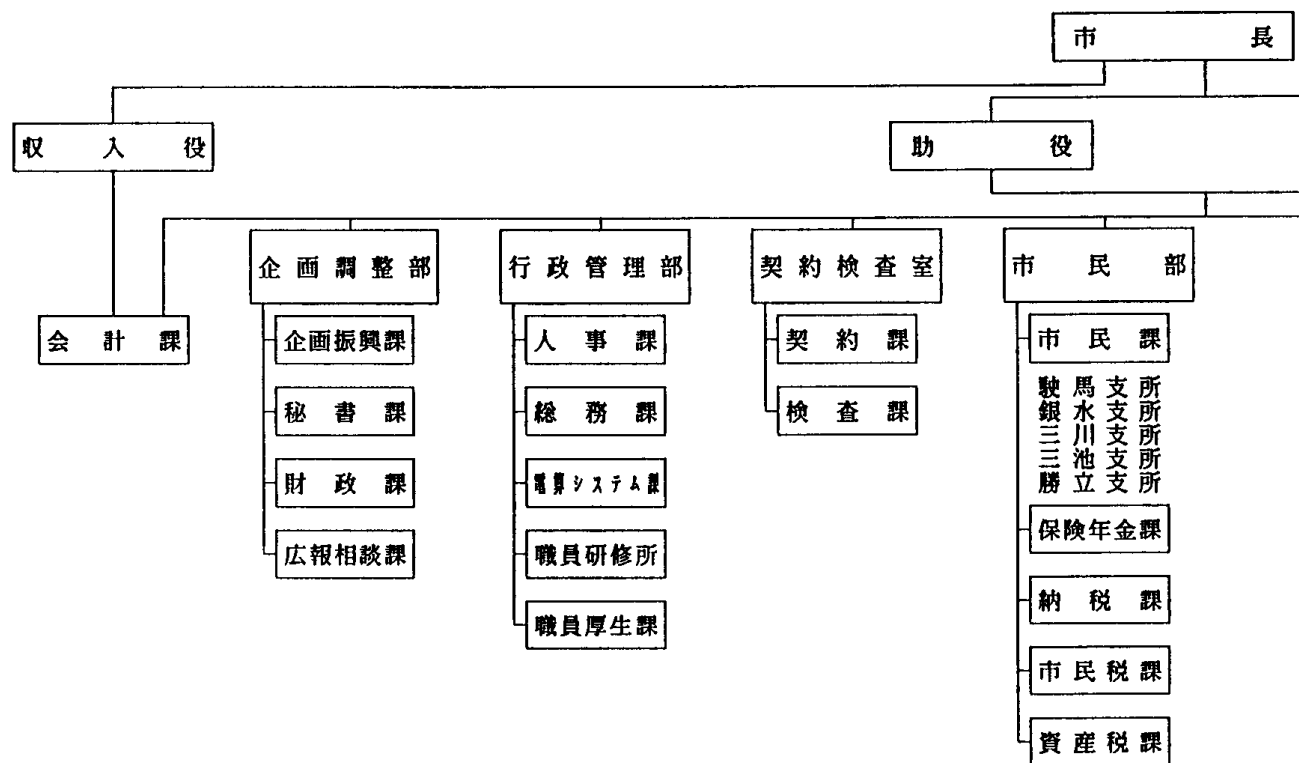 市長
収入役
助役
企画調整部
行政管理部
契約検査室
市民部
会計課
企画振興課
秘書課
財政課
広報相談課
人事課
総務課
電算システム課
職員研修所
職員厚生課
契約課
検査課
市民課
駛馬支所
銀水支所
三川支所
三池支所
勝立支所
保険年金課
納税課
市民税課
資産税課